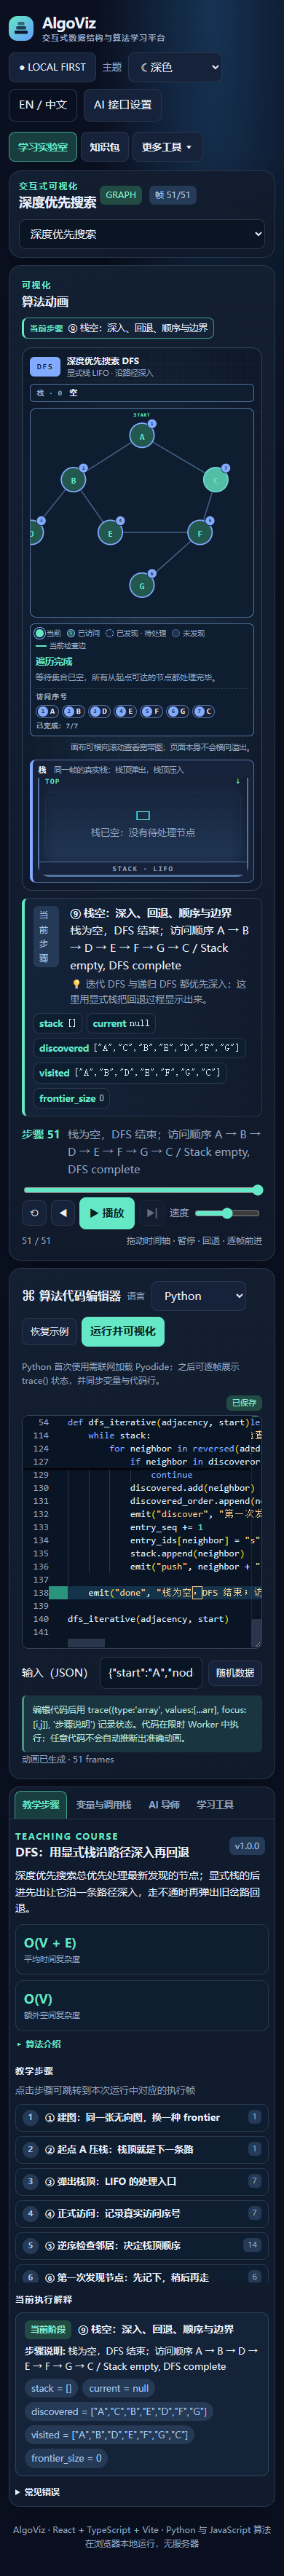 AlgoViz
交互式数据结构与算法学习平台
● LOCAL FIRST
主题
☾ 深色
EN / 中文
AI 接口设置
学习实验室
知识包
更多工具 ▾
交互式可视化
深度优先搜索
GRAPH
帧 51/51
深度优先搜索
可视化
算法动画
当前步骤 ⑨ 栈空：深入、回退、顺序与边界
DFS
深度优先搜索 DFS
显式栈 LIFO · 沿路径深入
栈 · 0 空
START
A 1
B 2
C 7
D 3
E 4
F 5
G 6
当前 已访问 已发现 · 待处理 未发现
当前检查边
遍历完成
等待集合已空，所有从起点可达的节点都处理完毕。
访问序号
1 A 2 B 3 D 4 E 5 F 6 G 7 C
已完成：7/7
画布可横向滚动查看宽带图；页面本身不会横向溢出。
栈 同一帧的真实栈：栈顶弹出，栈顶压入
TOP ↓
栈已空：没有待处理节点
STACK · LIFO
当前步骤
⑨ 栈空：深入、回退、顺序与边界
栈为空，DFS 结束；访问顺序 A → B
→ D → E → F → G → C / Stack
empty, DFS complete
💡 迭代 DFS 与递归 DFS 都优先深入；这
里用显式栈把回退过程显示出来。
stack []
current null
discovered ["A","C","B","E","D","F","G"]
visited ["A","B","D","E","F","G","C"]
frontier_size 0
步骤 51 栈为空，DFS 结束；访问顺序 A → B →
D → E → F → G → C / Stack empty,
DFS complete
▶ 播放
速度
51 / 51
拖动时间轴 · 暂停 · 回退 · 逐帧前进
⌘ 算法代码编辑器
语言
Python
恢复示例
运行并可视化
Python 首次使用需联网加载 Pyodide；之后可逐帧展示
trace() 状态，并同步变量与代码行。
已保存
54 def dfs_iterative(adjacency, start)
114 while stack:
124 for neighbor in reversed(
127 if neighbor in discover
129 continue
130 discovered.add(neighbor)
131 discovered_order.append(n
132 emit("discover", "第一次发
133 entry_seq += 1
134 entry_ids[neighbor] = "s"
135 stack.append(neighbor)
136 emit("push", neighbor + "
137
138 emit("done", "栈为空，DFS 结束；访
139
140 dfs_iterative(adjacency, start)
141
输入（JSON）
{"start":"A","nod
随机数据
编辑代码后用 trace({type:'array', values:[...arr], focus:
[i,j]}, '步骤说明') 记录状态。代码在限时 Worker 中执
行；任意代码不会自动推断出准确动画。
动画已生成 · 51 frames
教学步骤
变量与调用栈
AI 导师
学习工具
TEACHING COURSE
DFS：用显式栈沿路径深入再回退
v1.0.0
深度优先搜索总优先处理最新发现的节点；显式栈的后
进先出让它沿一条路径深入，走不通时再弹出旧岔路回
退。
O(V + E)
平均时间复杂度
O(V)
额外空间复杂度
▸ 算法介绍
教学步骤
点击步骤可跳转到本次运行中对应的执行帧
1 ① 建图：同一张无向图，换一种 frontier 1
2 ② 起点 A 压栈：栈顶就是下一条路 1
3 ③ 弹出栈顶：LIFO 的处理入口 7
4 ④ 正式访问：记录真实访问序号 7
5 ⑤ 逆序检查邻居：决定栈顶顺序 14
6 ⑥ 第一次发现节点：先记下，稍后再走 6
当前执行解释
当前阶段 ⑨ 栈空：深入、回退、顺序与边界
步骤说明: 栈为空，DFS 结束；访问顺序 A → B → D →
E → F → G → C / Stack empty, DFS complete
stack = []
current = null
discovered = ["A","C","B","E","D","F","G"]
visited = ["A","B","D","E","F","G","C"]
frontier_size = 0
▶ 常见错误
AlgoViz · React + TypeScript + Vite · Python 与 JavaScript 算法
在浏览器本地运行，无服务器